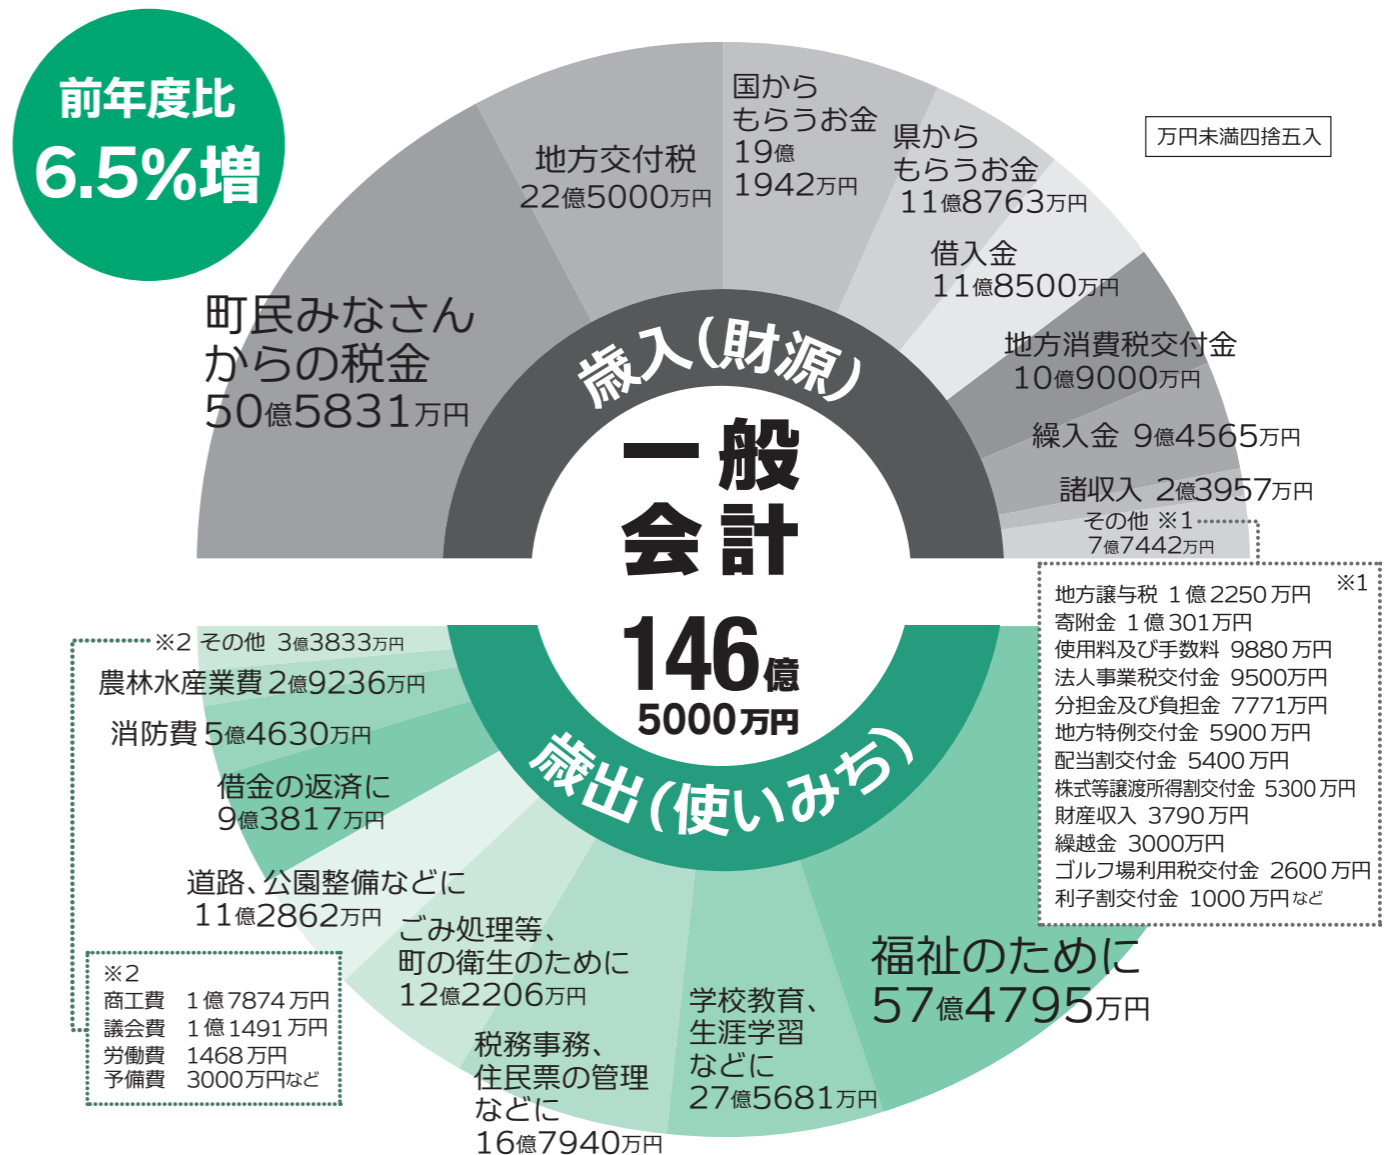 前年度比
6.5%増
万円未満四捨五入
町民みなさん
からの税金
50億5831万円
地方交付税
22億5000万円
国から
もらうお金
19億
1942万円
県から
もらうお金
11億8763万円
借入金
11億8500万円
地方消費税交付金
10億9000万円
繰入金 9億4565万円
諸収入 2億3957万円
その他 ※1
7億7442万円
歳入(財源)
一般
会計
146億
5000万円
歳出(使いみち)
※1
地方譲与税 1億2250万円
寄附金 1億301万円
使用料及び手数料 9880万円
法人事業税交付金 9500万円
分担金及び負担金 7771万円
地方特例交付金 5900万円
配当割交付金 5400万円
株式等譲渡所得割交付金 5300万円
財産収入 3790万円
繰越金 3000万円
ゴルフ場利用税交付金 2600万円
利子割交付金 1000万円など
※2 その他 3億3833万円
農林水産業費 2億9236万円
消防費 5億4630万円
借金の返済に
9億3817万円
道路、公園整備などに
11億2862万円
ごみ処理等、
町の衛生のために
12億2206万円
税務事務、
住民票の管理
などに
16億7940万円
学校教育、
生涯学習
などに
27億5681万円
福祉のために
57億4795万円
※2
商工費 1億7874万円
議会費 1億1491万円
労働費 1468万円
予備費 3000万円など